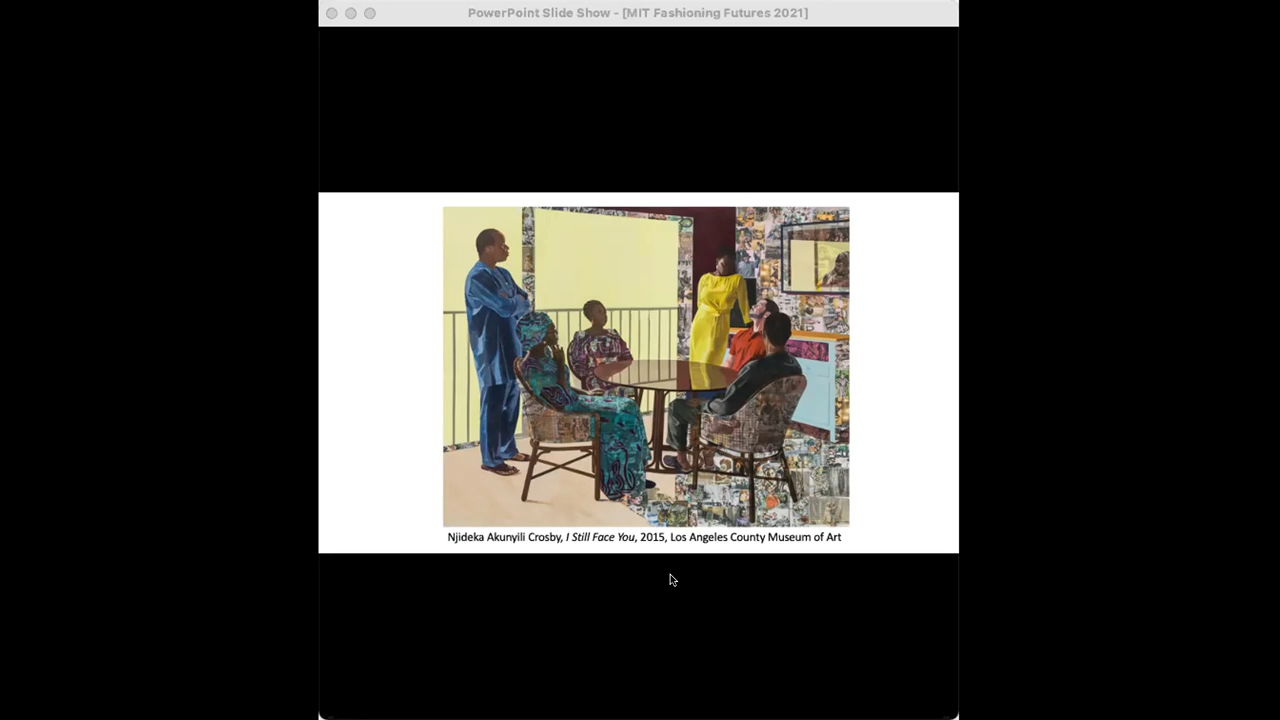 PowerPoint Slide Show - [MIT Fashioning Futures 2021]
Njideka Akunyili Crosby, I Still Face You, 2015, Los Angeles County Museum of Art